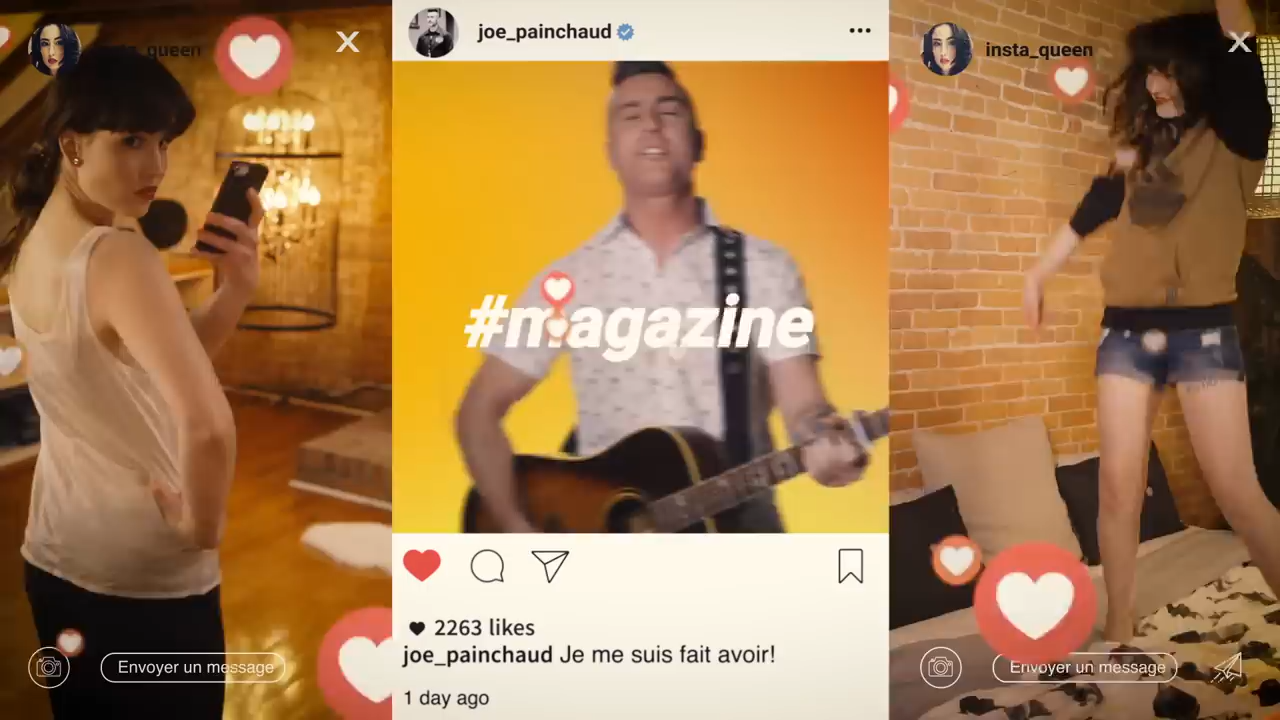 insta_queen
Envoyer un message
joe_painchaud
#magazine
2263 likes
joe_painchaud Je me suis fait avoir!
1 day ago
insta_queen
Envoyer un message